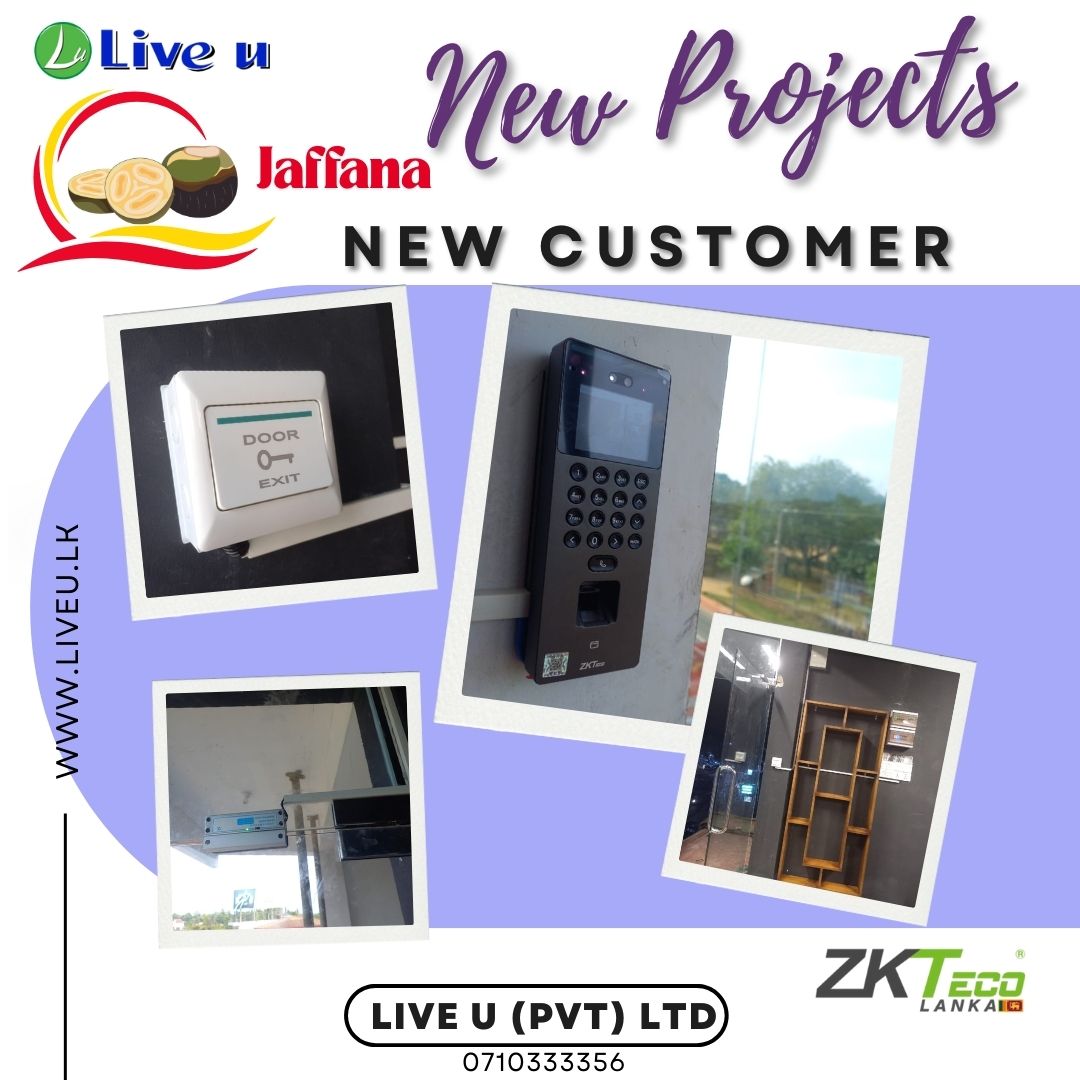 Live u
New Projects
Jaffana
NEW CUSTOMER
DOOR
EXIT
ZKTeco
WWW.LIVEU.LK
ZKTeco
LANKA
LIVE U (PVT) LTD
0710333356